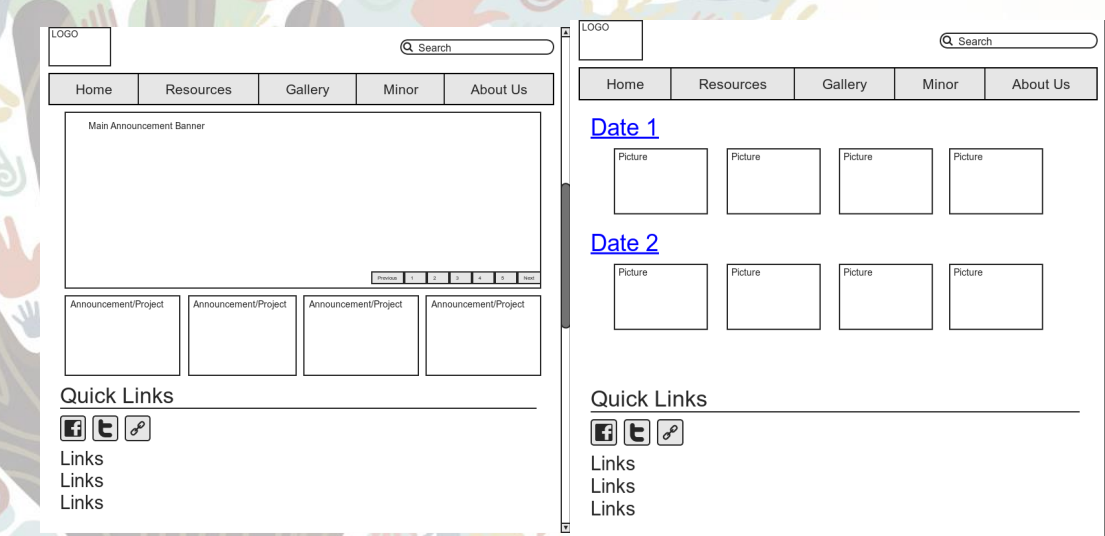 LOGO
Search
Home Resources Gallery Minor About Us
Main Announcement Banner
Previous 1 2 3 4 5 Next
Announcement/Project Announcement/Project Announcement/Project Announcement/Project
Quick Links
Links
Links
Links
LOGO
Search
Home Resources Gallery Minor About Us
Date 1
Picture Picture Picture Picture
Date 2
Picture Picture Picture Picture
Quick Links
Links
Links
Links